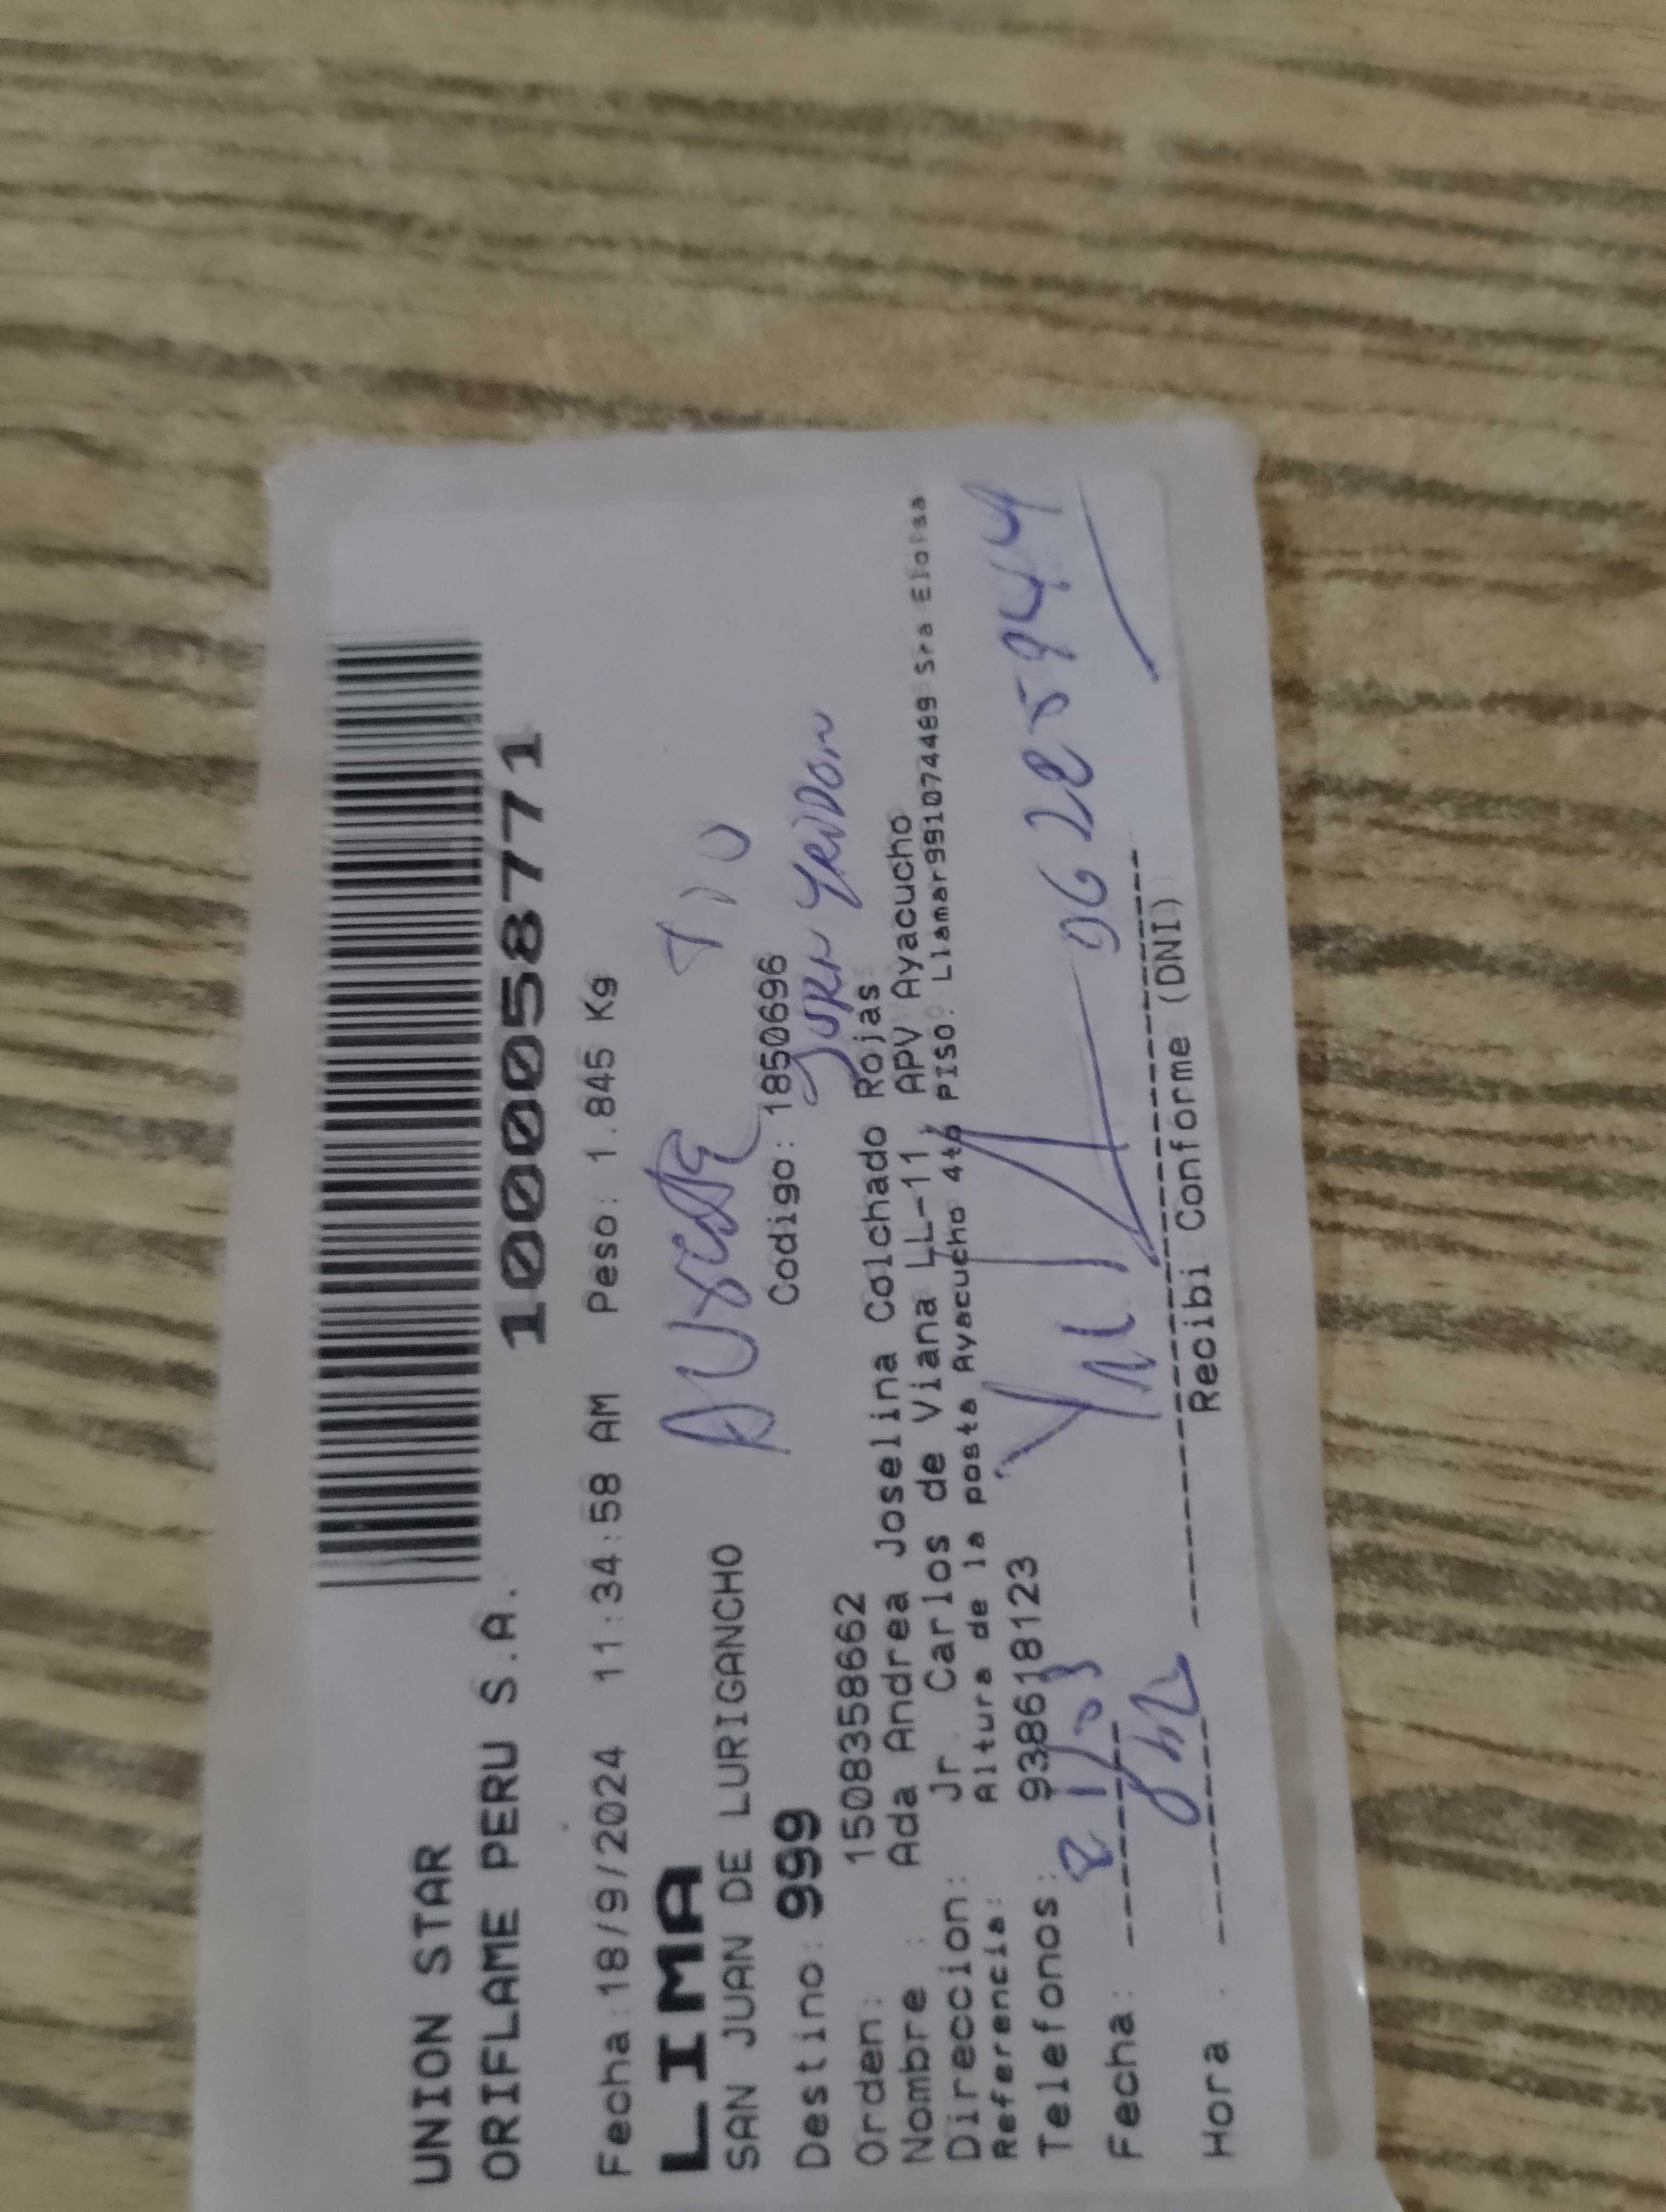 UNION STAR
ORIFLAME PERU S.A.
10000058771
Fecha:18/9/2024 11:34:58 AM Peso: 1.845 Kg
LIMA
SAN JUAN DE LURIGANCHO
Destino: 999 Codigo: 1850696
Orden: 1508358662
Nombre : Ada Andrea Joselina Colchado Rojas
Direccion: Jr Carlos de Viana LL-11, APV Ayacucho
Referencia: Altura de la posta Ayacucho 4to PISO. Llamar991074489 Sra Eloisa
Telefonos: 938618123
Fecha:
Hora :
Recibi Conforme (DNI)